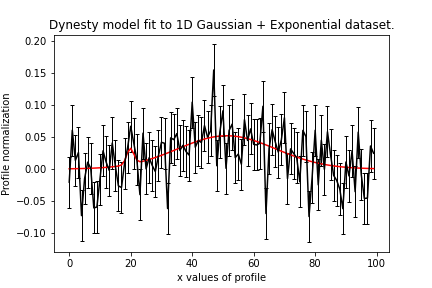 Dynesty model fit to 1D Gaussian + Exponential dataset.
0.20
0.15
0.10
0.05
0.00
−0.05
−0.10
Profile normalization
0 20 40 60 80 100
x values of profile